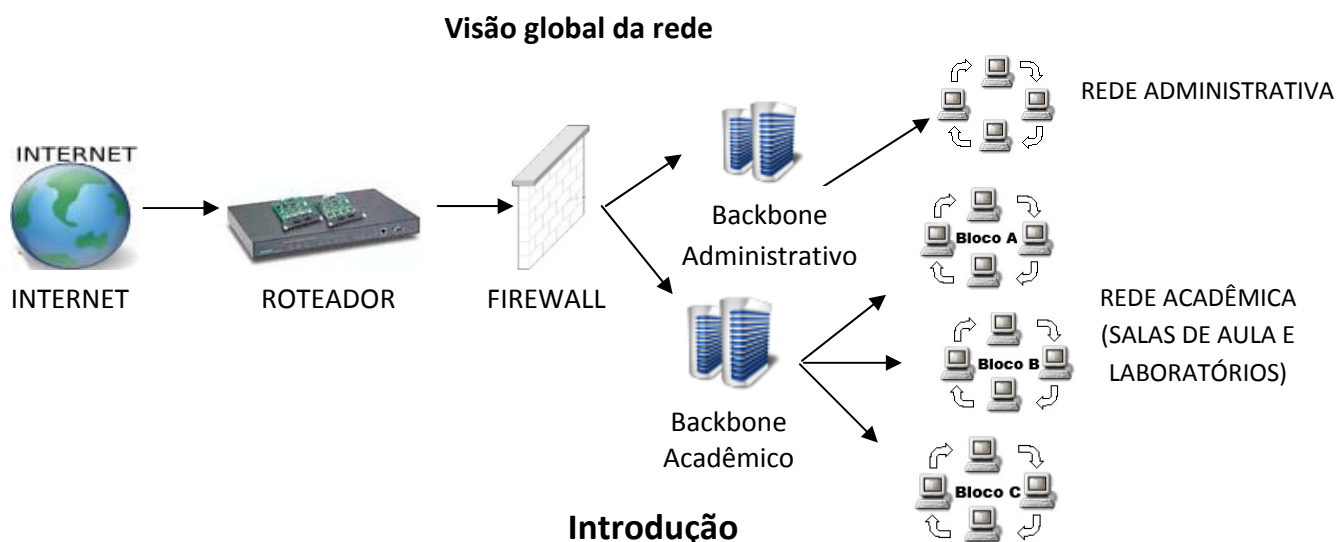 Visão global da rede
INTERNET
INTERNET
ROTEADOR
FIREWALL
Backbone
Administrativo
Backbone
Acadêmico
REDE ADMINISTRATIVA
Bloco A
Bloco B
Bloco C
REDE ACADÊMICA
(SALAS DE AULA E
LABORATÓRIOS)
Introdução